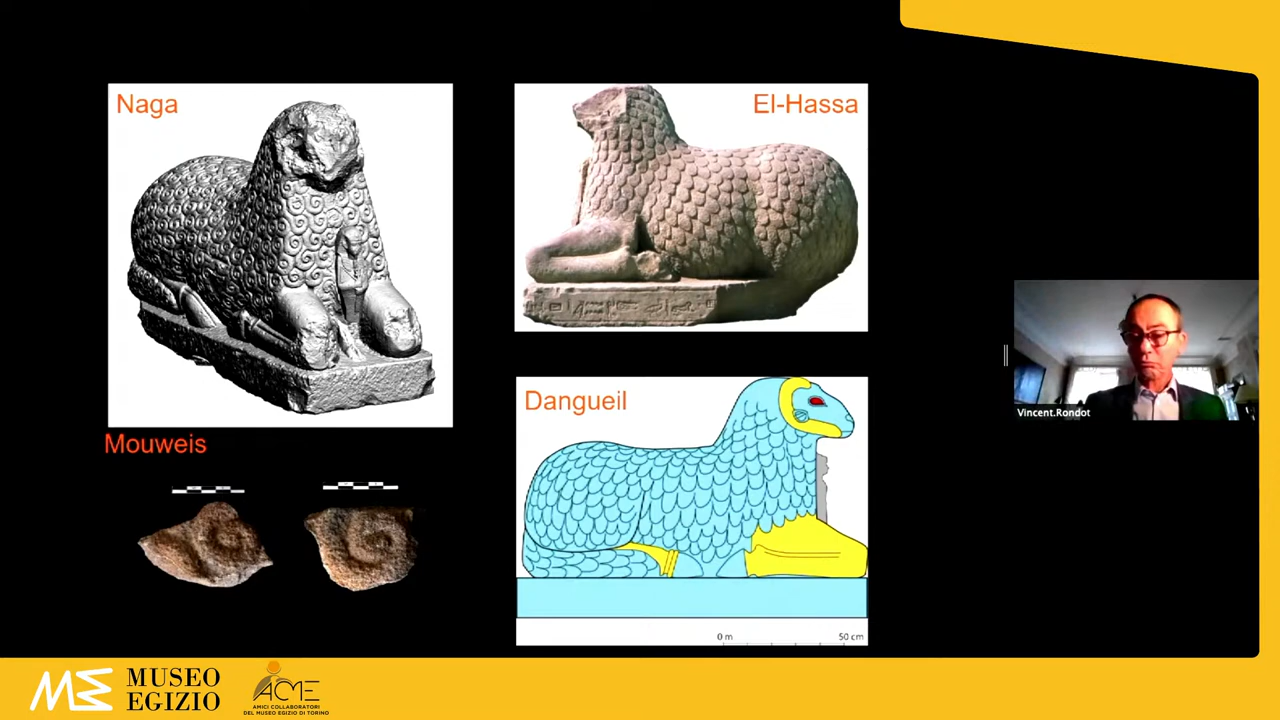 Naga
El-Hassa
Dangueil
Mouweis
0 m 50 cm
Vincent.Rondot
MUSEO
EGIZIO
ACME
AMICI COLLABORATORI
DEL MUSEO EGIZIO DI TORINO